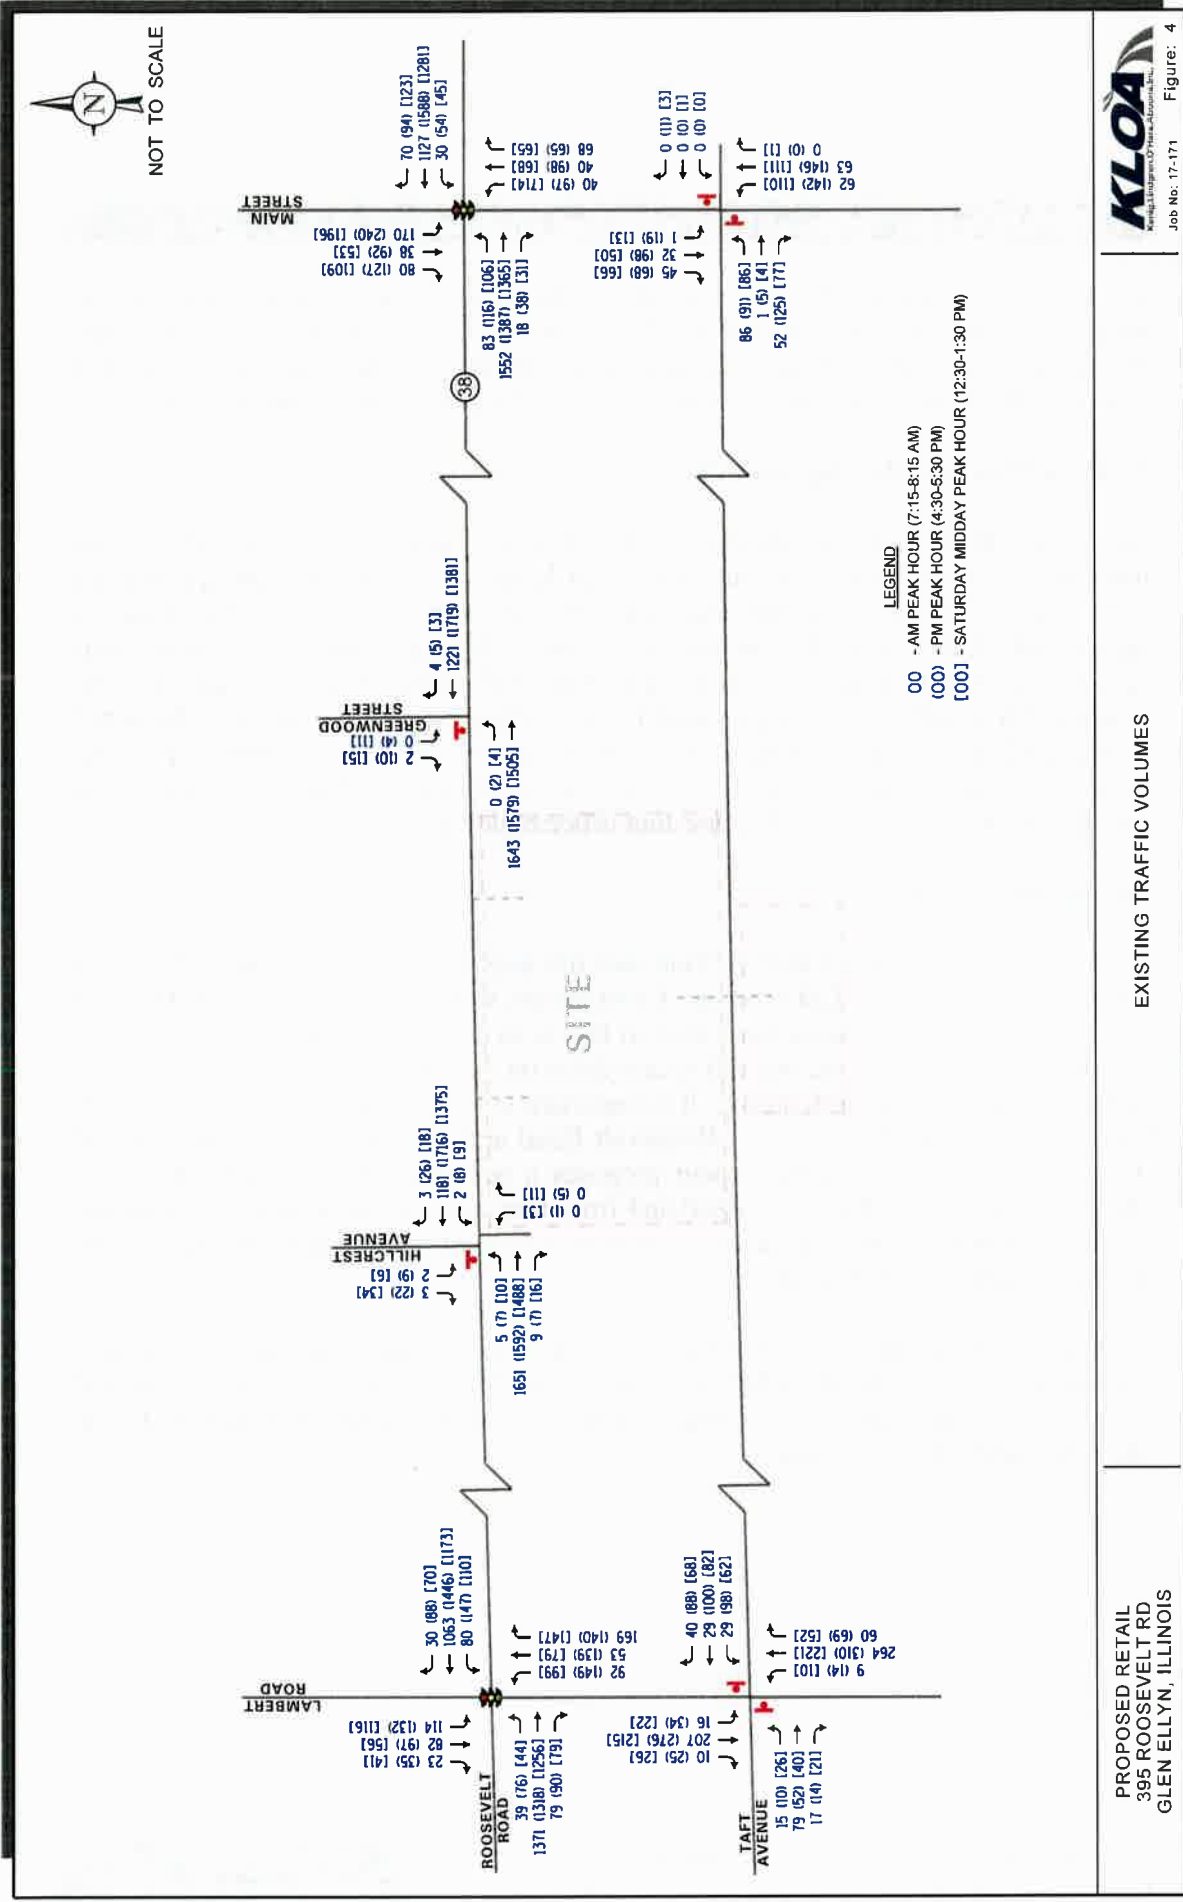 NOT TO SCALE
LAMBERT
ROAD
114 (132) [116]
82 (97) [56]
23 (35) [41]
30 (88) [70]
1063 (1446) [1173]
80 (147) [110]
ROOSEVELT
ROAD
39 (76) [44]
1371 (1318) [1256]
79 (90) [79]
169 (140) [147]
53 (139) [79]
92 (149) [99]
HILLCREST
AVENUE
2 (9) [6]
3 (22) [34]
3 (26) [18]
1181 (1716) [1375]
2 (8) [9]
5 (7) [10]
1651 (1592) [1488]
9 (7) [16]
0 (5) [11]
0 (1) [3]
GREENWOOD
STREET
0 (4) [11]
2 (10) [15]
4 (5) [3]
1221 (1719) [1381]
0 (2) [4]
1643 (1579) [1505]
38
MAIN
STREET
170 (240) [196]
38 (92) [53]
80 (127) [109]
70 (94) [123]
1127 (1588) [1281]
30 (54) [45]
83 (116) [106]
1552 (1387) [1365]
18 (38) [31]
68 (65) [65]
40 (98) [68]
40 (97) [714]
SITE
16 (34) [22]
207 (276) [215]
10 (25) [26]
40 (88) [68]
29 (100) [82]
29 (98) [62]
TAFT
AVENUE
15 (10) [26]
79 (52) [40]
17 (14) [21]
60 (69) [52]
264 (310) [221]
9 (14) [10]
1 (19) [13]
32 (98) [50]
45 (68) [66]
0 (11) [3]
0 (0) [1]
0 (0) [0]
86 (91) [86]
1 (5) [4]
52 (125) [77]
0 (0) [1]
63 (146) [111]
62 (142) [110]
LEGEND
00 - AM PEAK HOUR (7:15-8:15 AM)
(00) - PM PEAK HOUR (4:30-5:30 PM)
[00] - SATURDAY MIDDAY PEAK HOUR (12:30-1:30 PM)
PROPOSED RETAIL
395 ROOSEVELT RD
GLEN ELLYN, ILLINOIS
EXISTING TRAFFIC VOLUMES
KLOA
Kenig,Lindgren,O'Hara,Aboona,Inc.
Job No: 17-171 Figure: 4